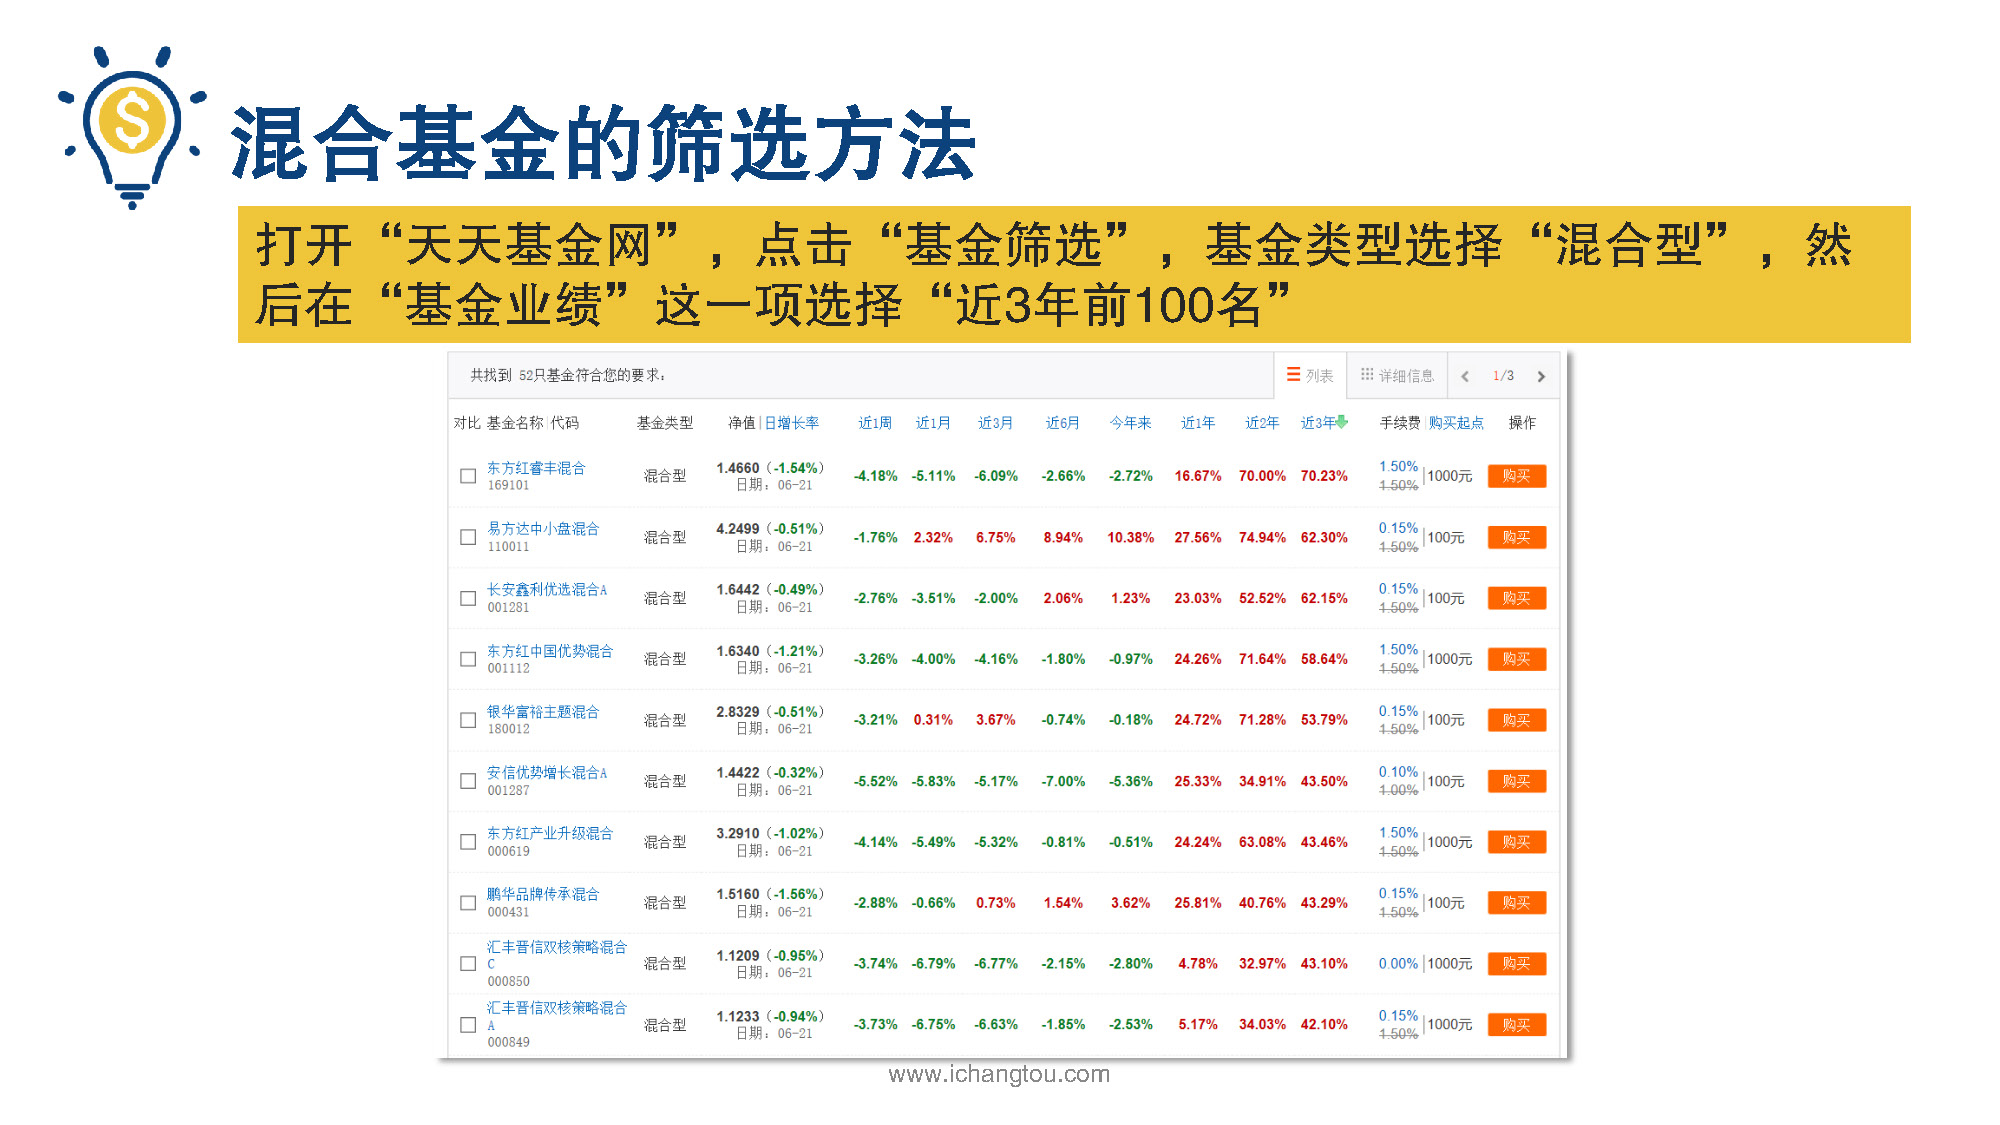 混合基金的筛选方法
打开“天天基金网”，点击“基金筛选”，基金类型选择“混合型”，然
后在“基金业绩”这一项选择“近3年前100名”
共找到 52只基金符合您的要求： 列表 详细信息 1/3
对比 基金名称|代码 基金类型 净值|日增长率 近1周 近1月 近3月 近6月 今年来 近1年 近2年 近3年 手续费|购买起点 操作
东方红睿丰混合 169101 混合型 1.4660（-1.54%） 日期：06-21 -4.18% -5.11% -6.09% -2.66% -2.72% 16.67% 70.00% 70.23% 1.50% 1.50% |1000元 购买
易方达中小盘混合 110011 混合型 4.2499（-0.51%） 日期：06-21 -1.76% 2.32% 6.75% 8.94% 10.38% 27.56% 74.94% 62.30% 0.15% 1.50% |100元 购买
长安鑫利优选混合A 001281 混合型 1.6442（-0.49%） 日期：06-21 -2.76% -3.51% -2.00% 2.06% 1.23% 23.03% 52.52% 62.15% 0.15% 1.50% |100元 购买
东方红中国优势混合 001112 混合型 1.6340（-1.21%） 日期：06-21 -3.26% -4.00% -4.16% -1.80% -0.97% 24.26% 71.64% 58.64% 1.50% 1.50% |1000元 购买
银华富裕主题混合 180012 混合型 2.8329（-0.51%） 日期：06-21 -3.21% 0.31% 3.67% -0.74% -0.18% 24.72% 71.28% 53.79% 0.15% 1.50% |100元 购买
安信优势增长混合A 001287 混合型 1.4422（-0.32%） 日期：06-21 -5.52% -5.83% -5.17% -7.00% -5.36% 25.33% 34.91% 43.50% 0.10% 1.00% |100元 购买
东方红产业升级混合 000619 混合型 3.2910（-1.02%） 日期：06-21 -4.14% -5.49% -5.32% -0.81% -0.51% 24.24% 63.08% 43.46% 1.50% 1.50% |1000元 购买
鹏华品牌传承混合 000431 混合型 1.5160（-1.56%） 日期：06-21 -2.88% -0.66% 0.73% 1.54% 3.62% 25.81% 40.76% 43.29% 0.15% 1.50% |100元 购买
汇丰晋信双核策略混合C 000850 混合型 1.1209（-0.95%） 日期：06-21 -3.74% -6.79% -6.77% -2.15% -2.80% 4.78% 32.97% 43.10% 0.00% |1000元 购买
汇丰晋信双核策略混合A 000849 混合型 1.1233（-0.94%） 日期：06-21 -3.73% -6.75% -6.63% -1.85% -2.53% 5.17% 34.03% 42.10% 0.15% 1.50% |1000元 购买
www.ichangtou.com